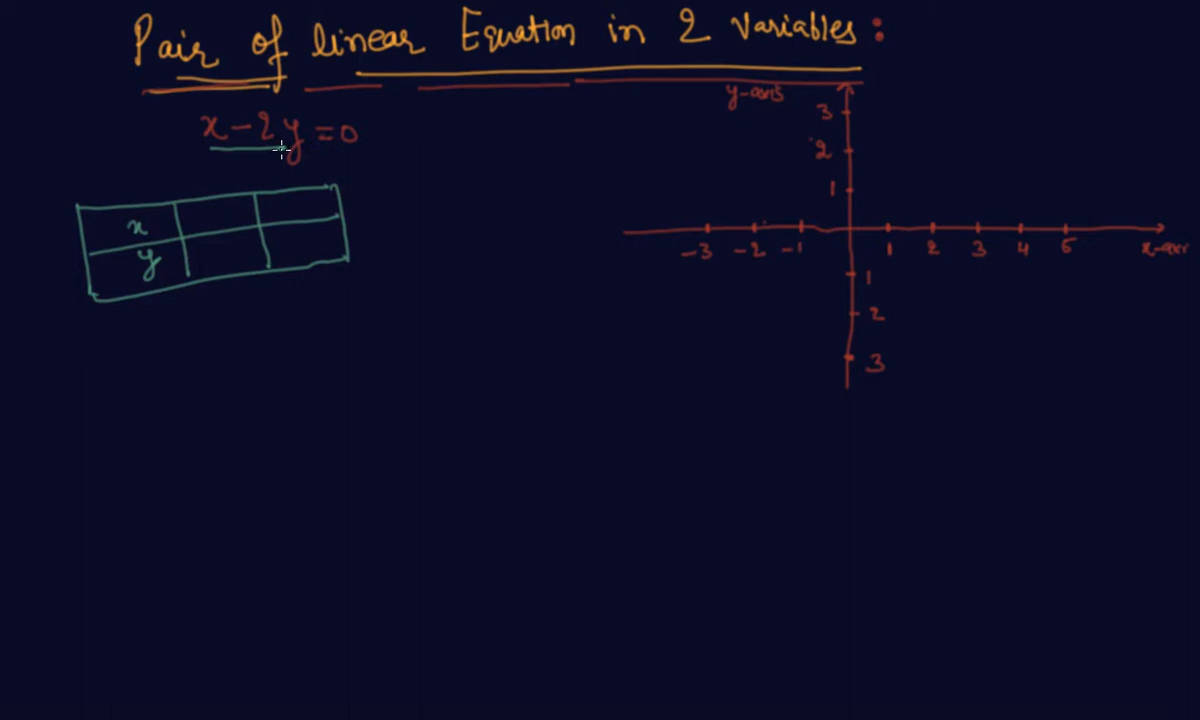 Pair of linear Equation in 2 Variables :
x - 2y = 0
x
y
y-axis
3
2
1
-3 -2 -1 1 2 3 4 5 x-axis
1
2
3